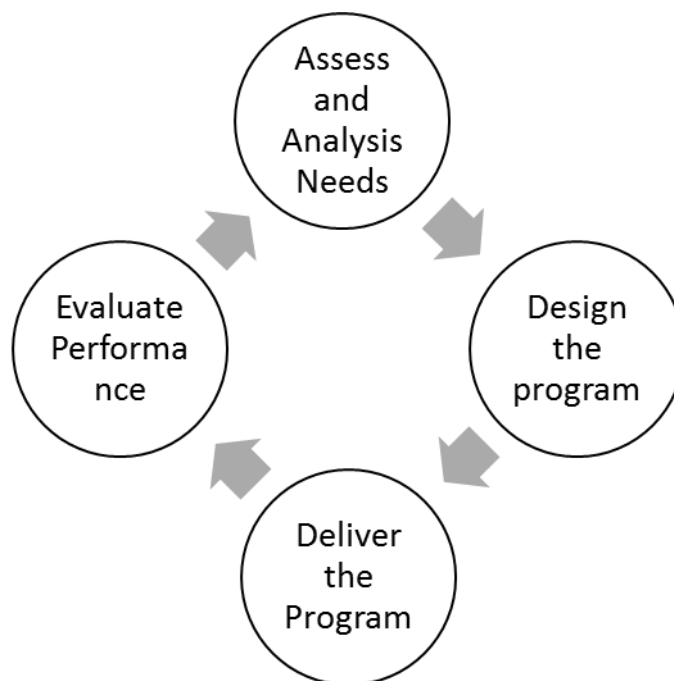 Assess
and
Analysis
Needs
Design
the
program
Deliver
the
Program
Evaluate
Performa
nce